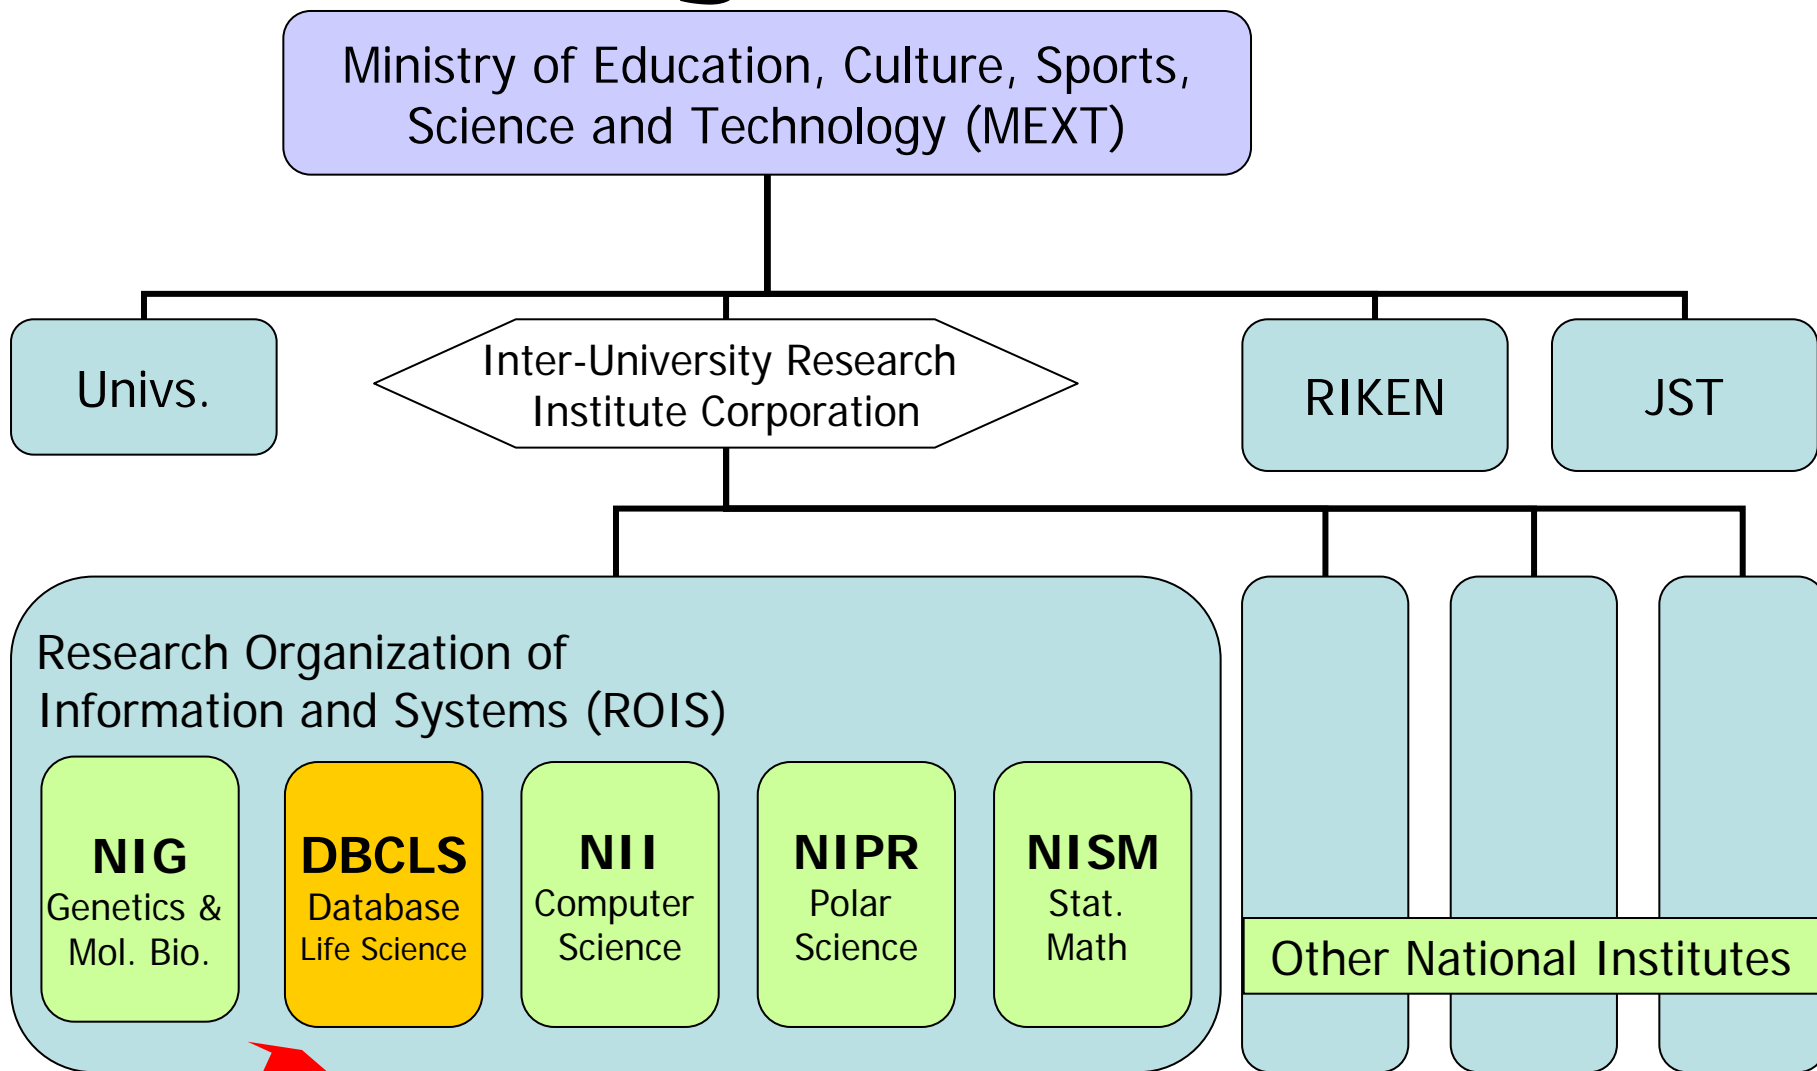 Ministry of Education, Culture, Sports,
Science and Technology (MEXT)
Univs.
Inter-University Research
Institute Corporation
RIKEN
JST
Research Organization of
Information and Systems (ROIS)
NIG
Genetics &
Mol. Bio.
DBCLS
Database
Life Science
NII
Computer
Science
NIPR
Polar
Science
NISM
Stat.
Math
Other National Institutes